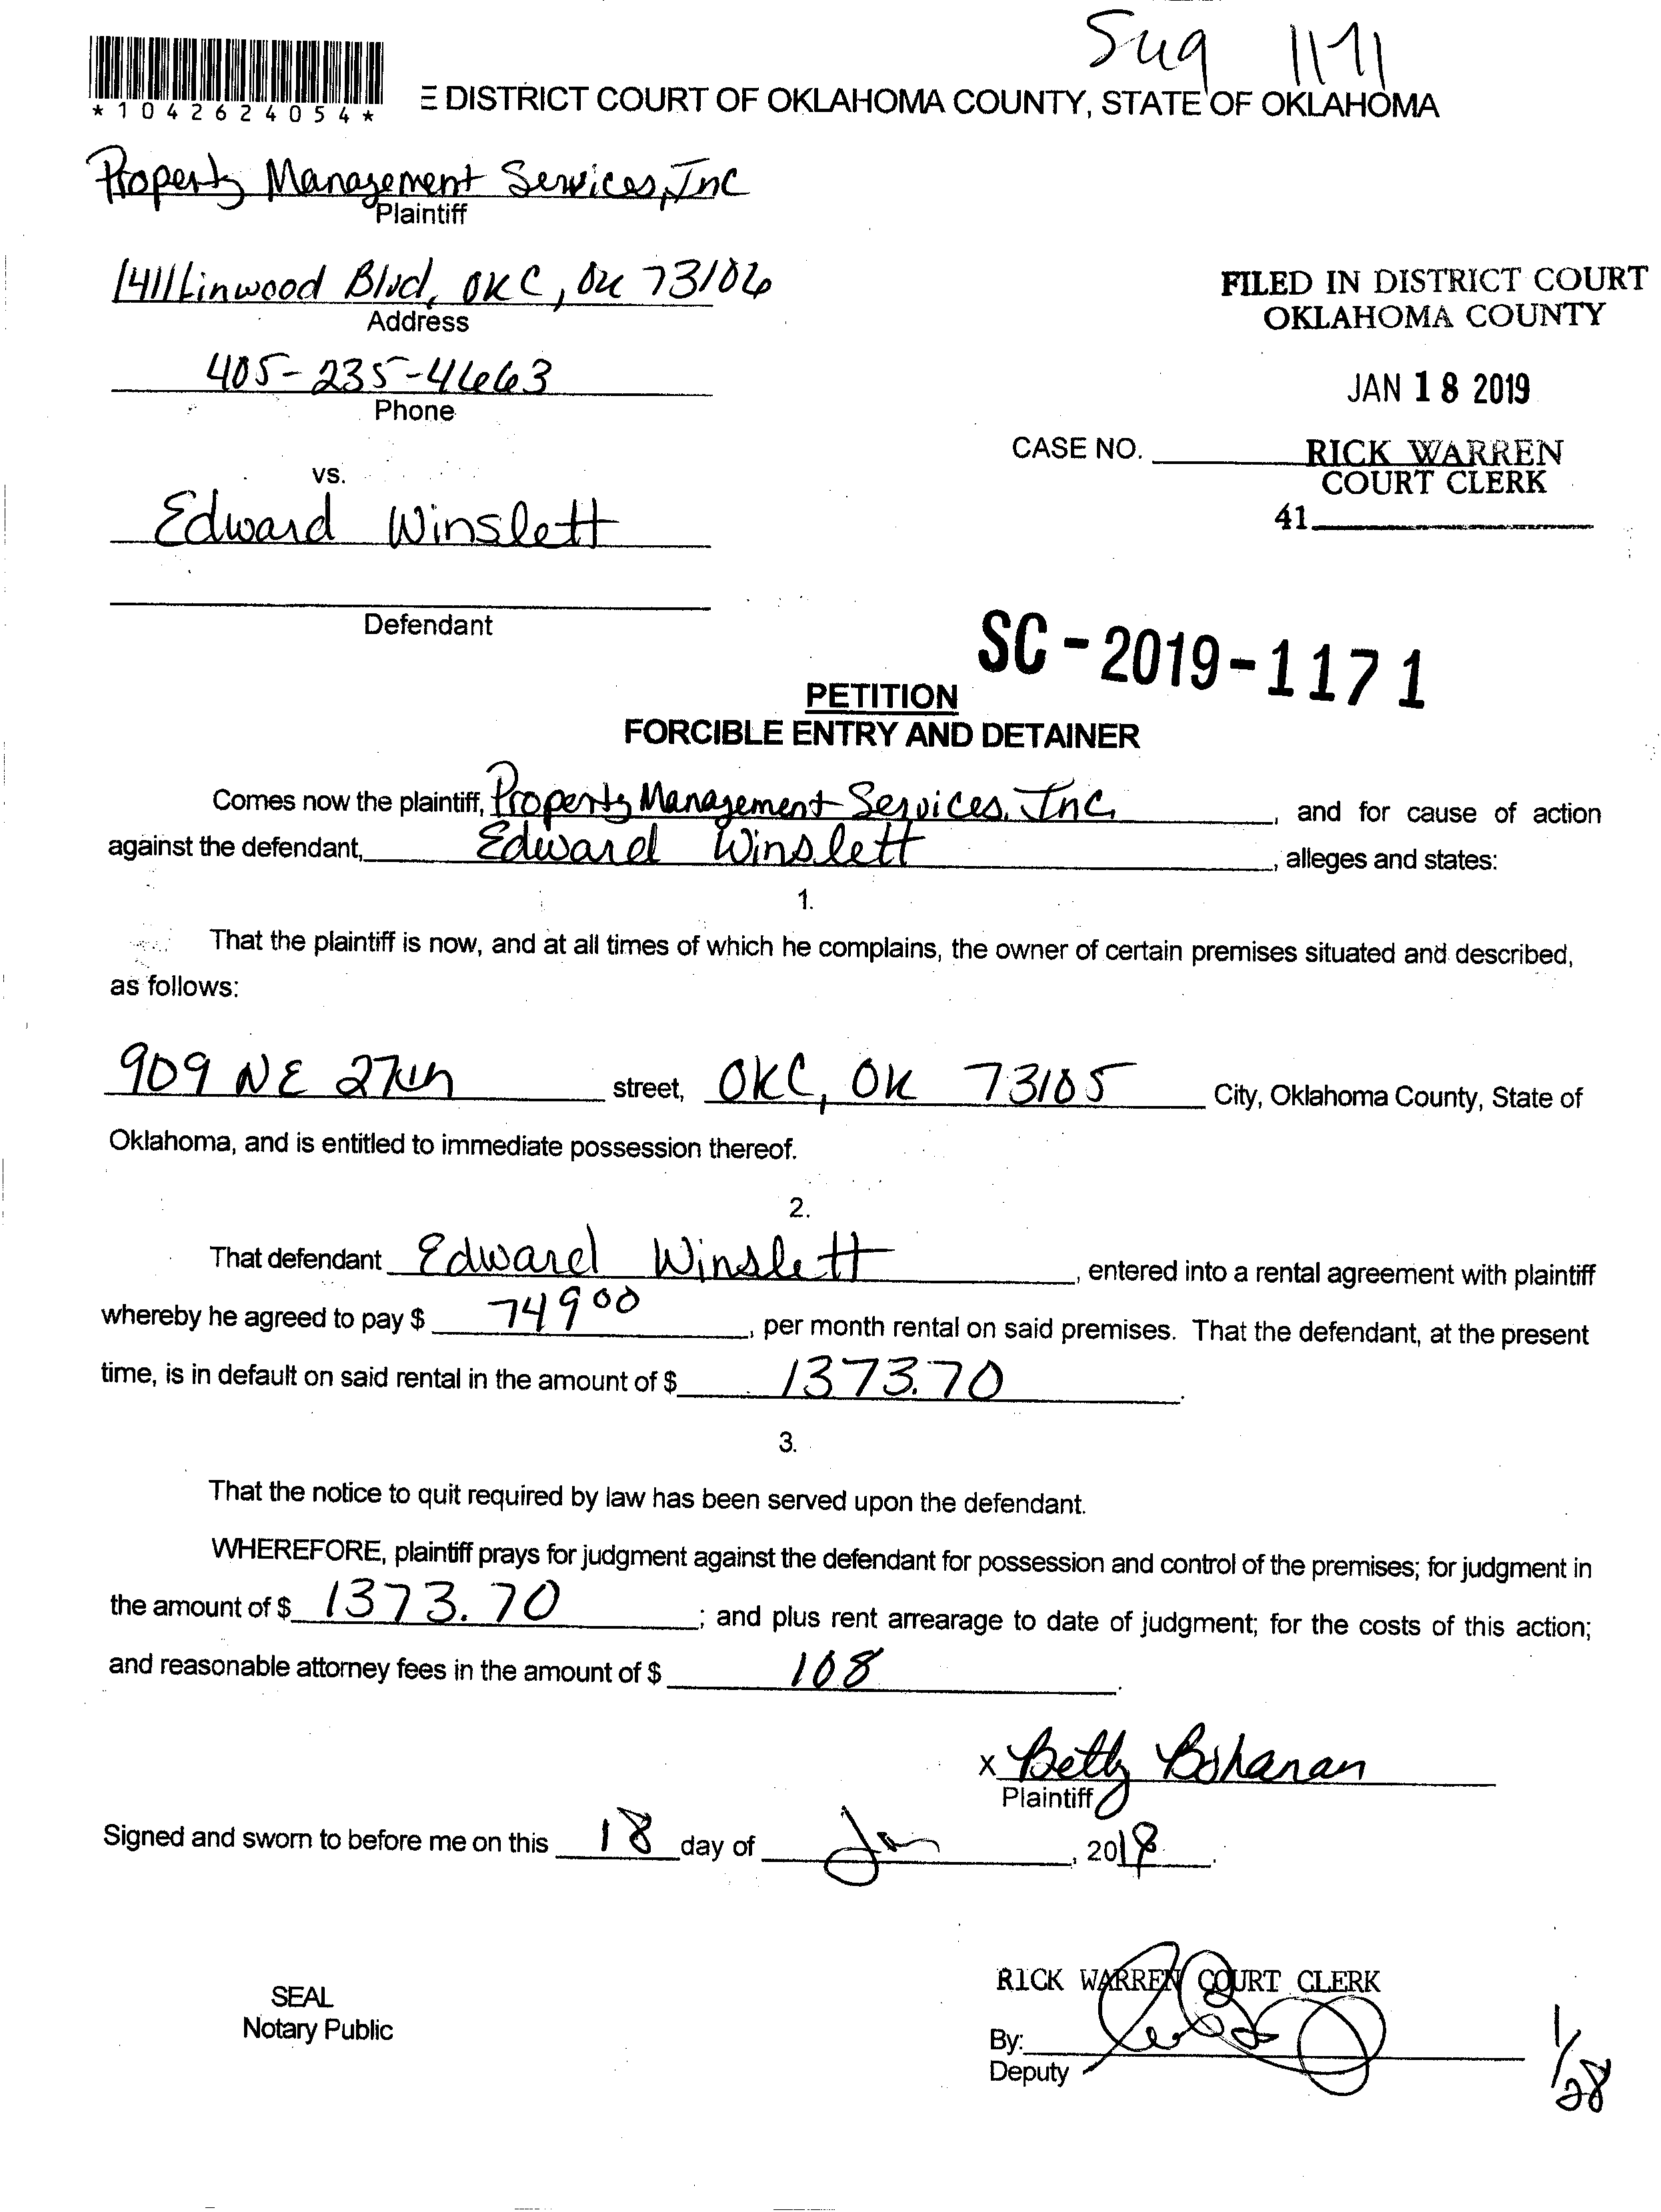 Sug 1171
*1042624054*
E DISTRICT COURT OF OKLAHOMA COUNTY, STATE OF OKLAHOMA
Property Management Services, Inc
Plaintiff
1411 Linwood Blvd, OKC, OK 73106
Address
405-235-4663
Phone
FILED IN DISTRICT COURT
OKLAHOMA COUNTY
JAN 18 2019
CASE NO.
RICK WARREN
COURT CLERK
41
vs.
Edward Winslett
Defendant
SC-2019-1171
PETITION
FORCIBLE ENTRY AND DETAINER
Comes now the plaintiff, Property Management Services, Inc., and for cause of action
against the defendant, Edward Winslett, alleges and states:
1.
That the plaintiff is now, and at all times of which he complains, the owner of certain premises situated and described,
as follows:
909 NE 27th street, OKC, OK 73105 City, Oklahoma County, State of
Oklahoma, and is entitled to immediate possession thereof.
2.
That defendant Edward Winslett, entered into a rental agreement with plaintiff
whereby he agreed to pay $ 749 00, per month rental on said premises. That the defendant, at the present
time, is in default on said rental in the amount of $ 1373.70.
3.
That the notice to quit required by law has been served upon the defendant.
WHEREFORE, plaintiff prays for judgment against the defendant for possession and control of the premises; for judgment in
the amount of $ 1373.70; and plus rent arrearage to date of judgment; for the costs of this action;
and reasonable attorney fees in the amount of $ 108.
x Betty Bohanan
Plaintiff
Signed and sworn to before me on this 18 day of Jan, 2018.
SEAL
Notary Public
RICK WARREN COURT CLERK
By:
Deputy
1/28